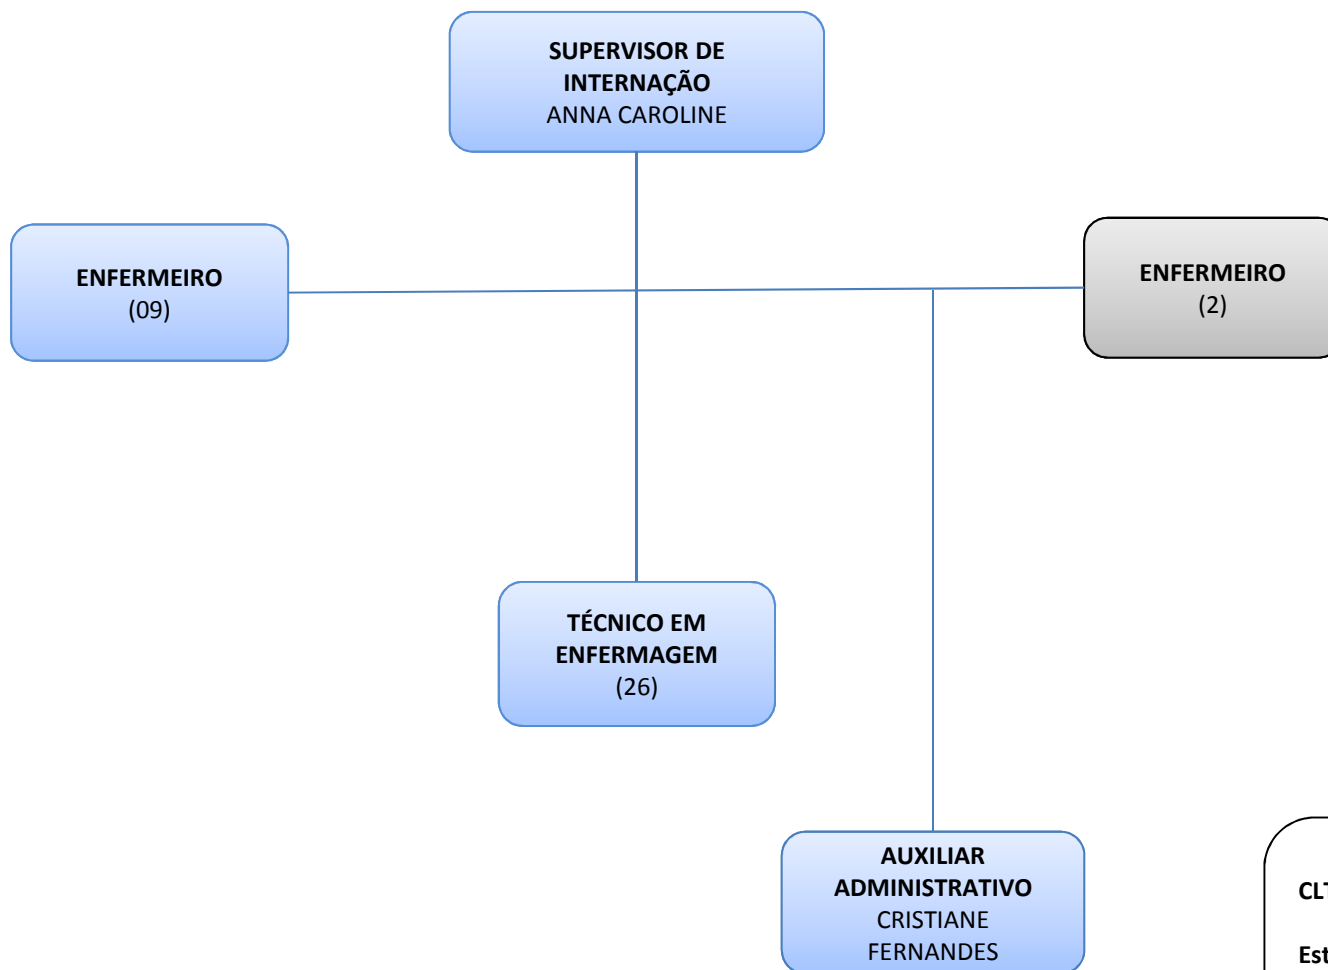 SUPERVISOR DE
INTERNAÇÃO
ANNA CAROLINE
ENFERMEIRO
(09)
ENFERMEIRO
(2)
TÉCNICO EM
ENFERMAGEM
(26)
AUXILIAR
ADMINISTRATIVO
CRISTIANE
FERNANDES